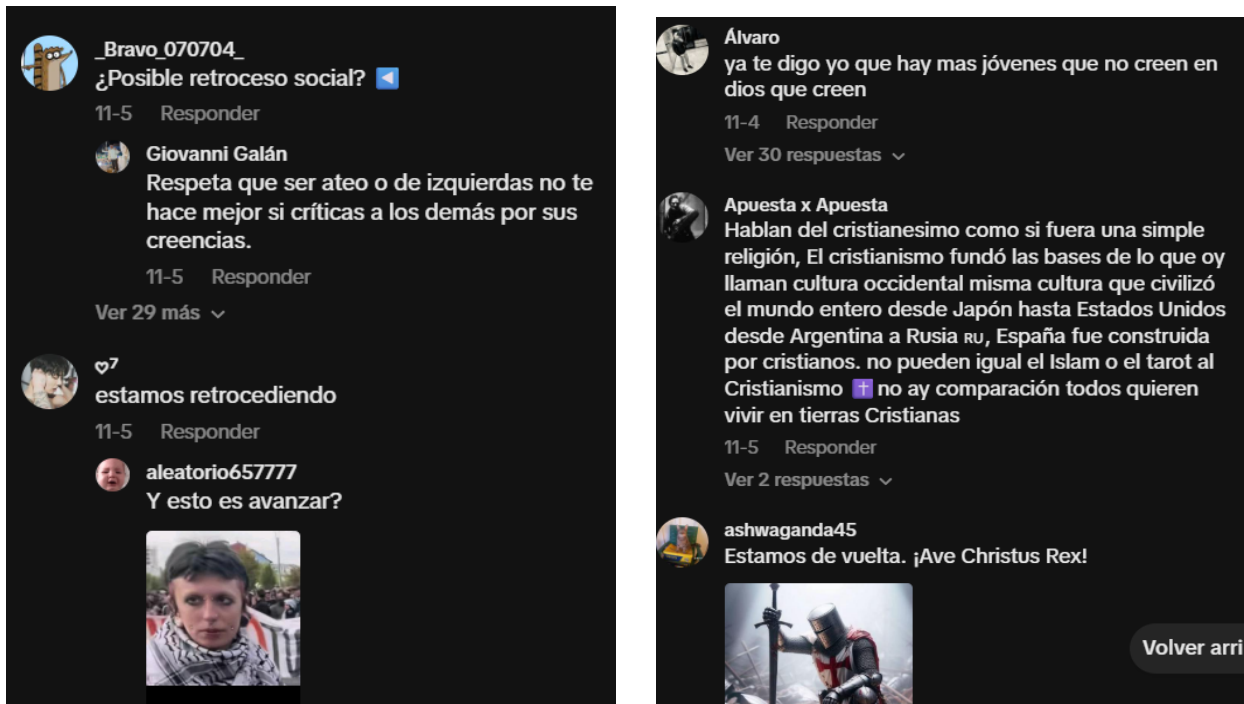 _Bravo_070704_
¿Posible retroceso social? ◀
11-5 Responder
Giovanni Galán
Respeta que ser ateo o de izquierdas no te
hace mejor si críticas a los demás por sus
creencias.
11-5 Responder
Ver 29 más
♡⁷
estamos retrocediendo
11-5 Responder
aleatorio657777
Y esto es avanzar?
Álvaro
ya te digo yo que hay mas jóvenes que no creen en
dios que creen
11-4 Responder
Ver 30 respuestas
Apuesta x Apuesta
Hablan del cristianesimo como si fuera una simple
religión, El cristianismo fundó las bases de lo que oy
llaman cultura occidental misma cultura que civilizó
el mundo entero desde Japón hasta Estados Unidos
desde Argentina a Rusia RU, España fue construida
por cristianos. no pueden igual el Islam o el tarot al
Cristianismo ✝ no ay comparación todos quieren
vivir en tierras Cristianas
11-5 Responder
Ver 2 respuestas
ashwaganda45
Estamos de vuelta. ¡Ave Christus Rex!
Volver arri